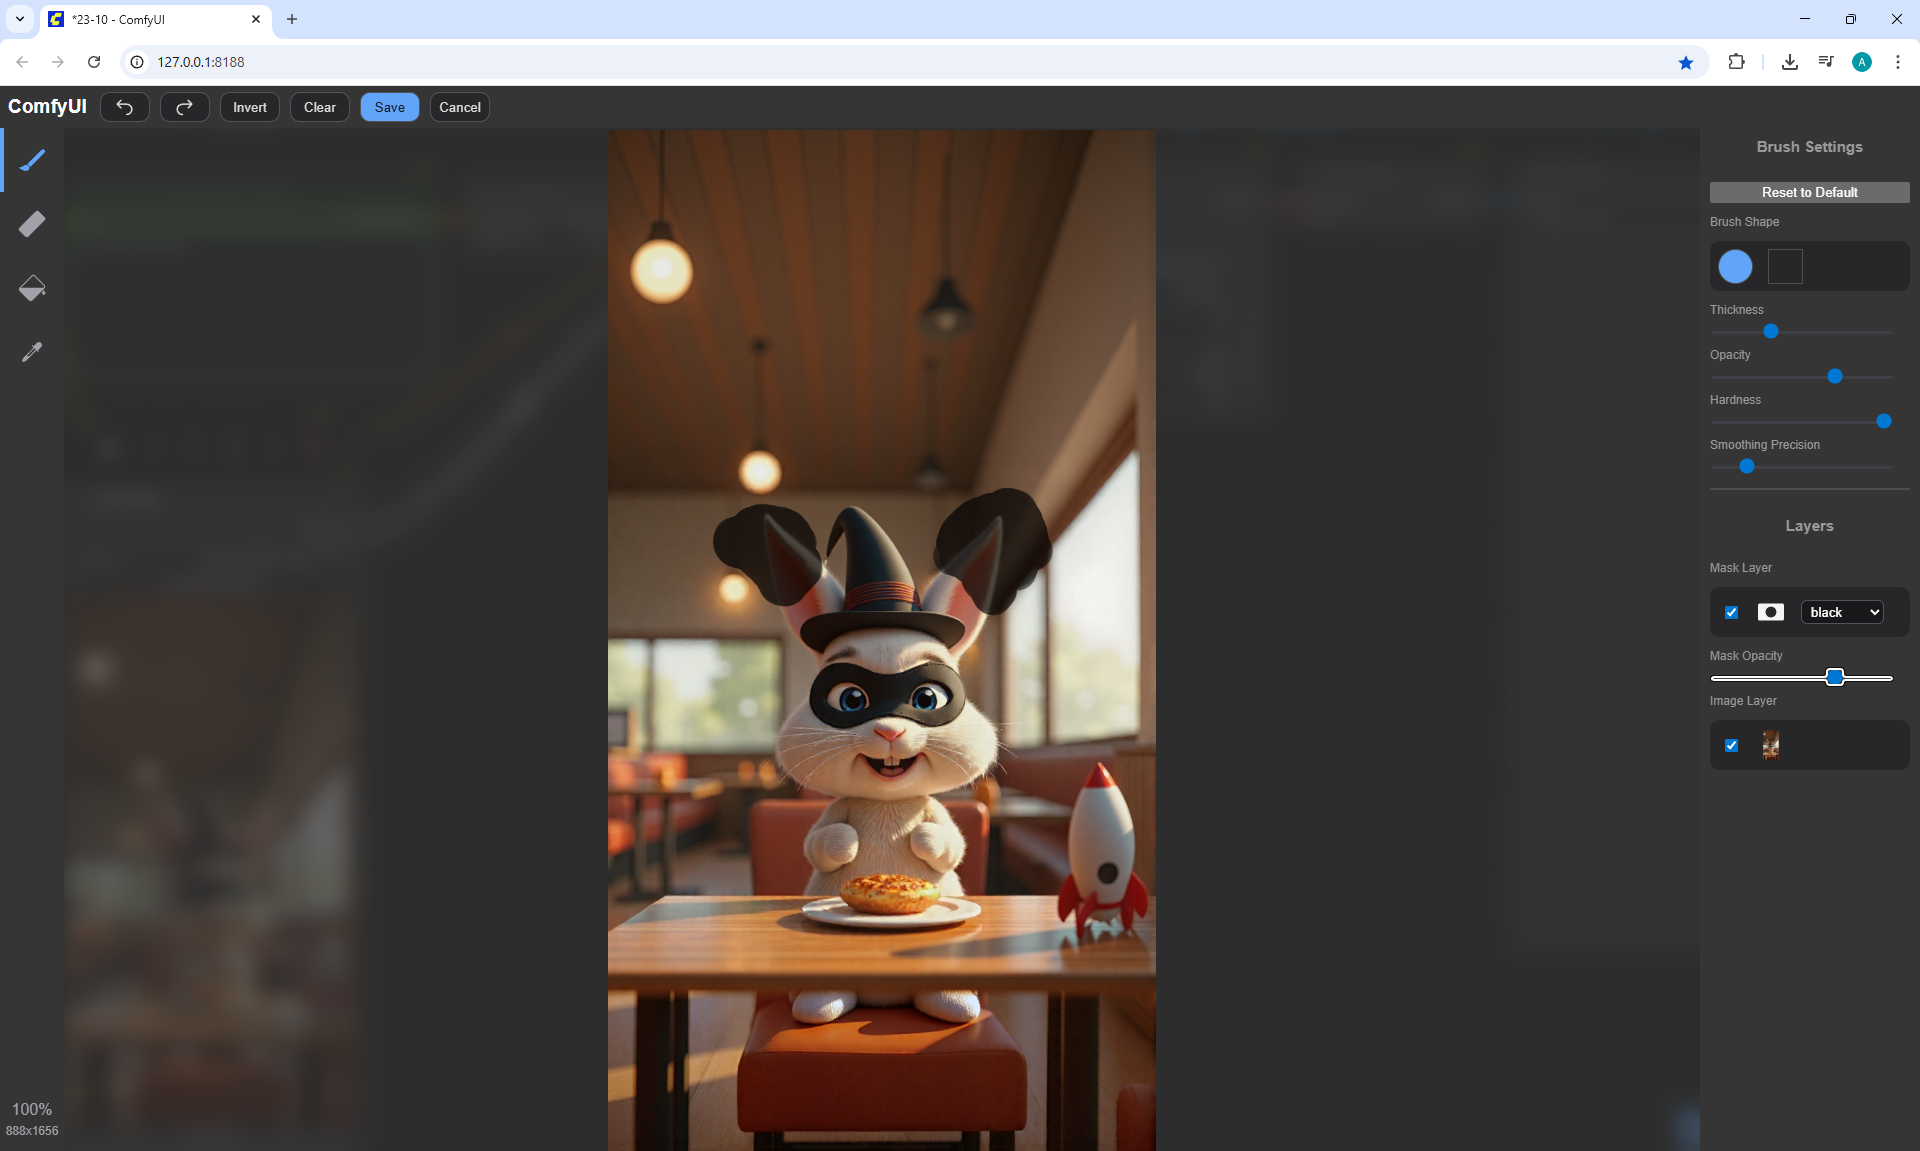 *23-10 - ComfyUI
127.0.0.1:8188
A
ComfyUI
Invert
Clear
Save
Cancel
Brush Settings
Reset to Default
Brush Shape
Thickness
Opacity
Hardness
Smoothing Precision
Layers
Mask Layer
black
Mask Opacity
Image Layer
100%
888x1656